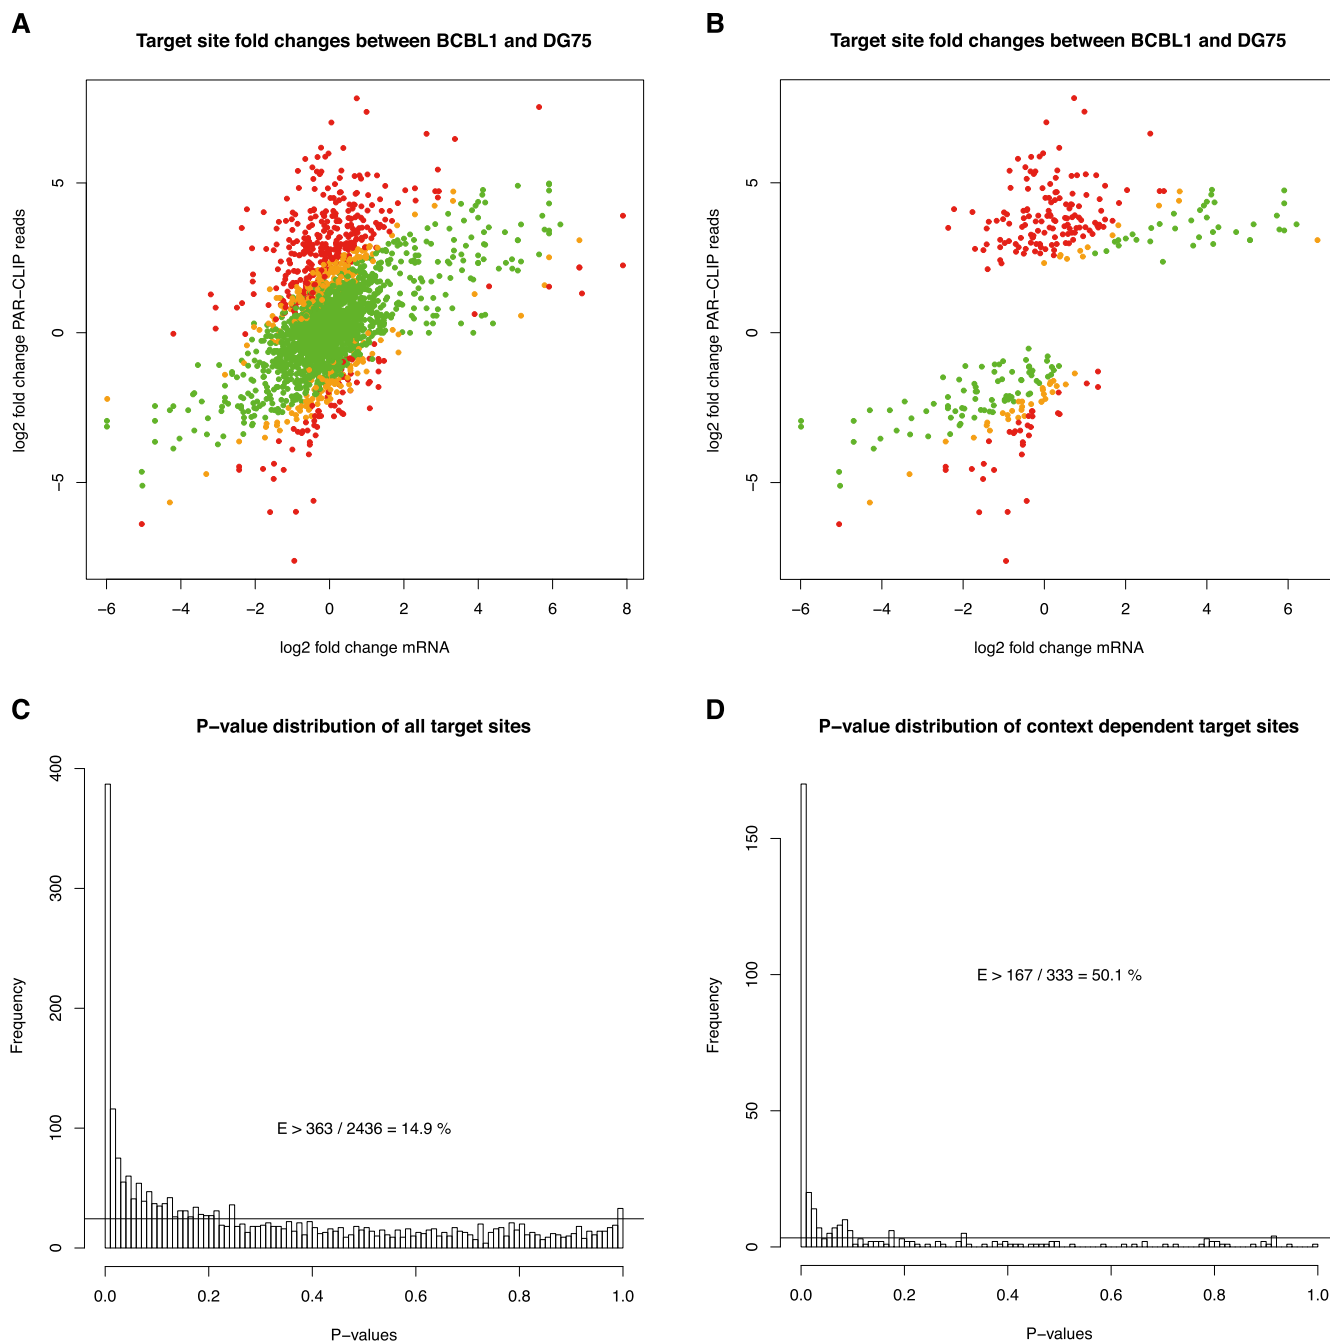 A
Target site fold changes between BCBL1 and DG75
log2 fold change PAR−CLIP reads
5
0
−5
−6 −4 −2 0 2 4 6 8
log2 fold change mRNA
B
Target site fold changes between BCBL1 and DG75
log2 fold change PAR−CLIP reads
5
0
−5
−6 −4 −2 0 2 4 6
log2 fold change mRNA
C
P−value distribution of all target sites
Frequency
400
300
200
100
0
E > 363 / 2436 = 14.9 %
0.0 0.2 0.4 0.6 0.8 1.0
P−values
D
P−value distribution of context dependent target sites
Frequency
150
100
50
0
E > 167 / 333 = 50.1 %
0.0 0.2 0.4 0.6 0.8 1.0
P−values